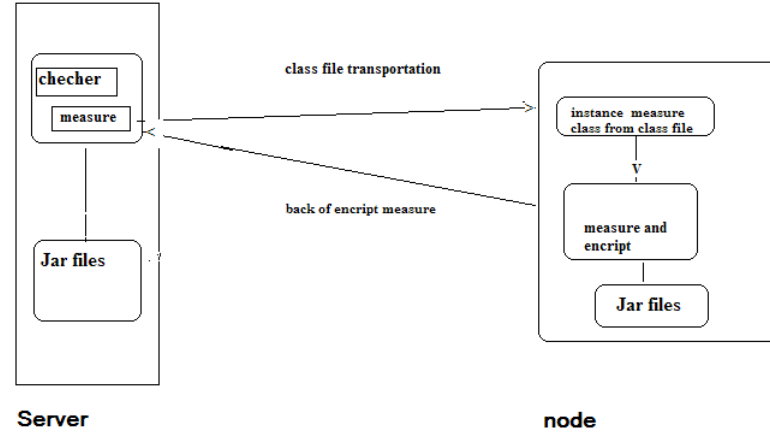 checher
measure
Jar files
class file transportation
back of encript measure
instance measure
class from class file
V
measure and
encript
Jar files
Server
node